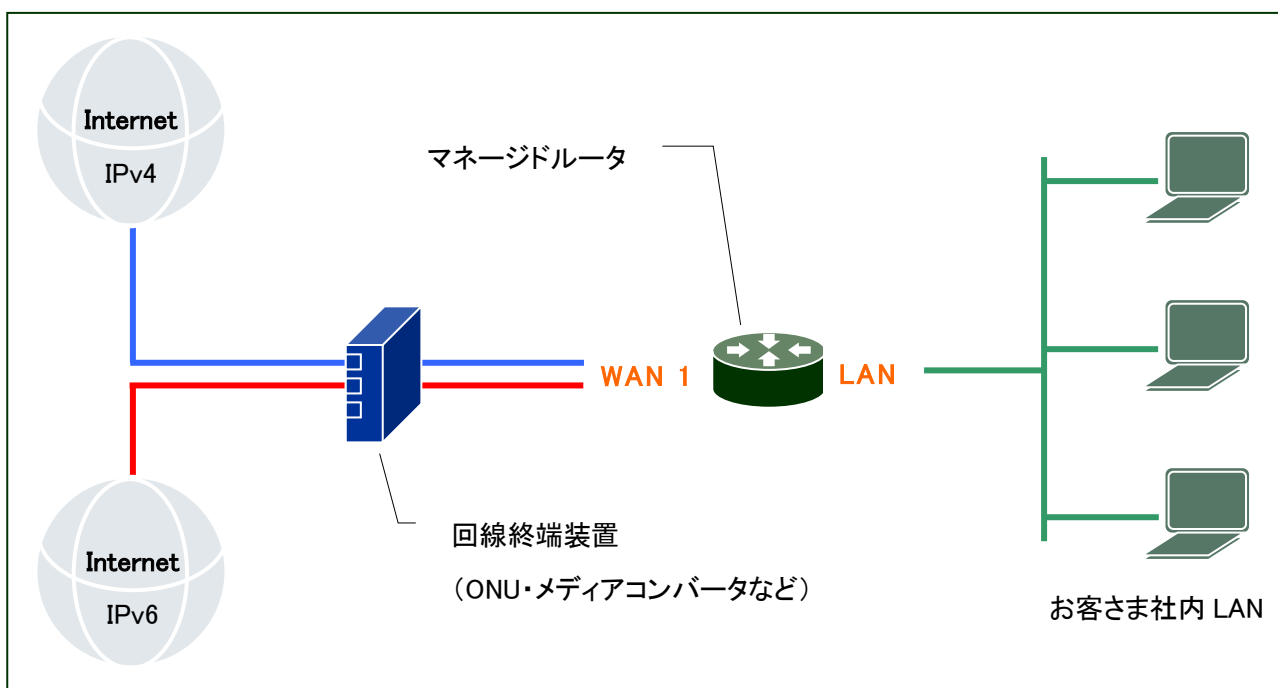 Internet
IPv4
マネージドルータ
WAN 1
LAN
Internet
IPv6
回線終端装置
（ONU・メディアコンバータなど）
お客さま社内 LAN